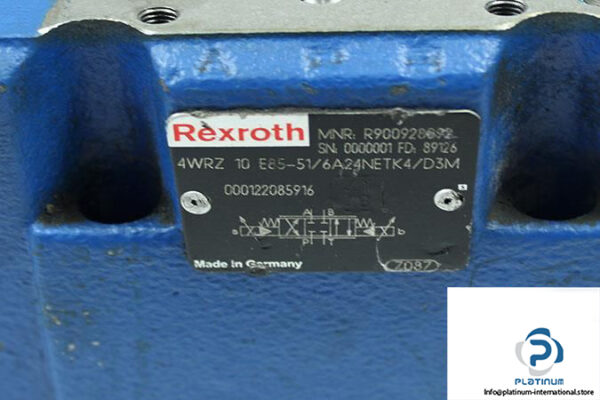 Rexroth
MNR: R900928692
SN: 0000001 FD: 89126
4WRZ 10 E85-51/6A24NETK4/D3M
000122085916
A B
a b
P T
Made in Germany
7087
PLATINUM
Info@platinum-international.store